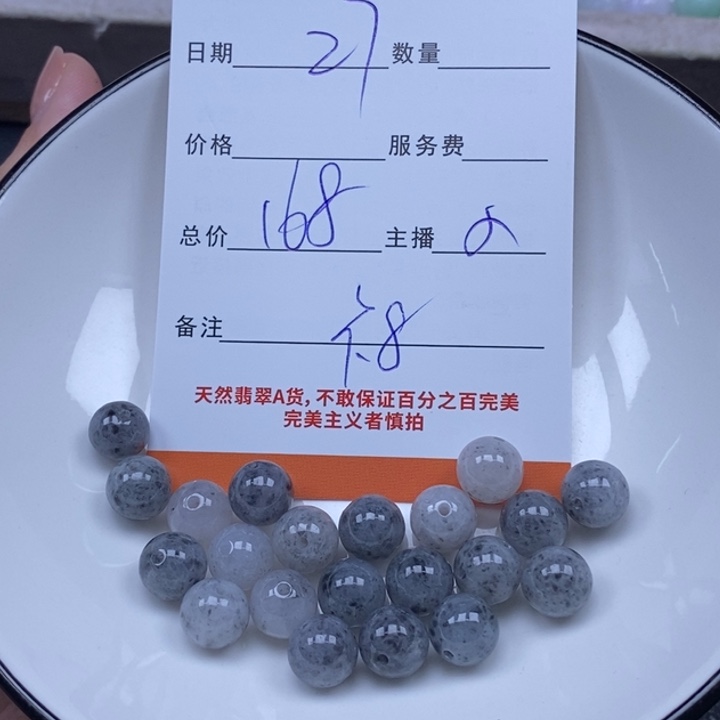 日期 27 数量
价格 服务费
总价 168 主播
备注
天然翡翠A货,不敢保证百分之百完美
完美主义者慎拍